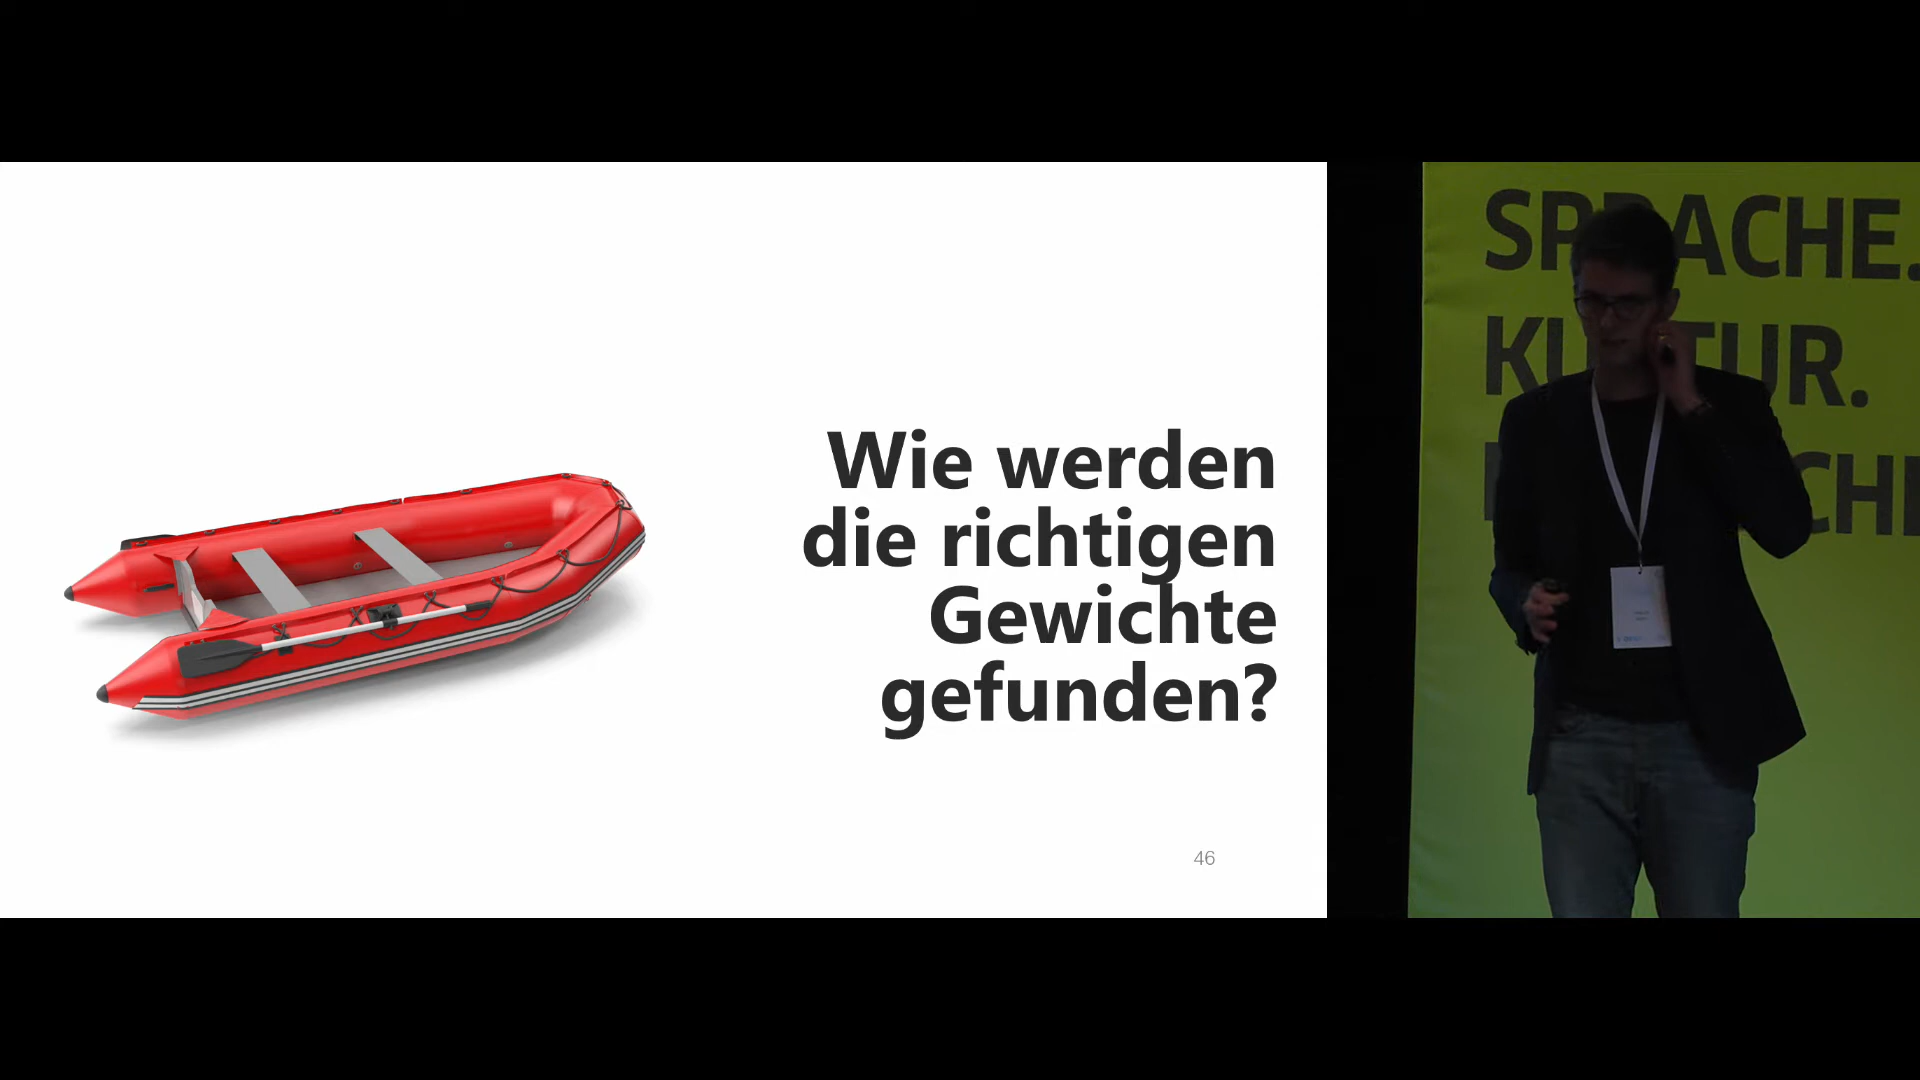 Wie werden
die richtigen
Gewichte
gefunden?
46
SPRACHE.
KULTUR.